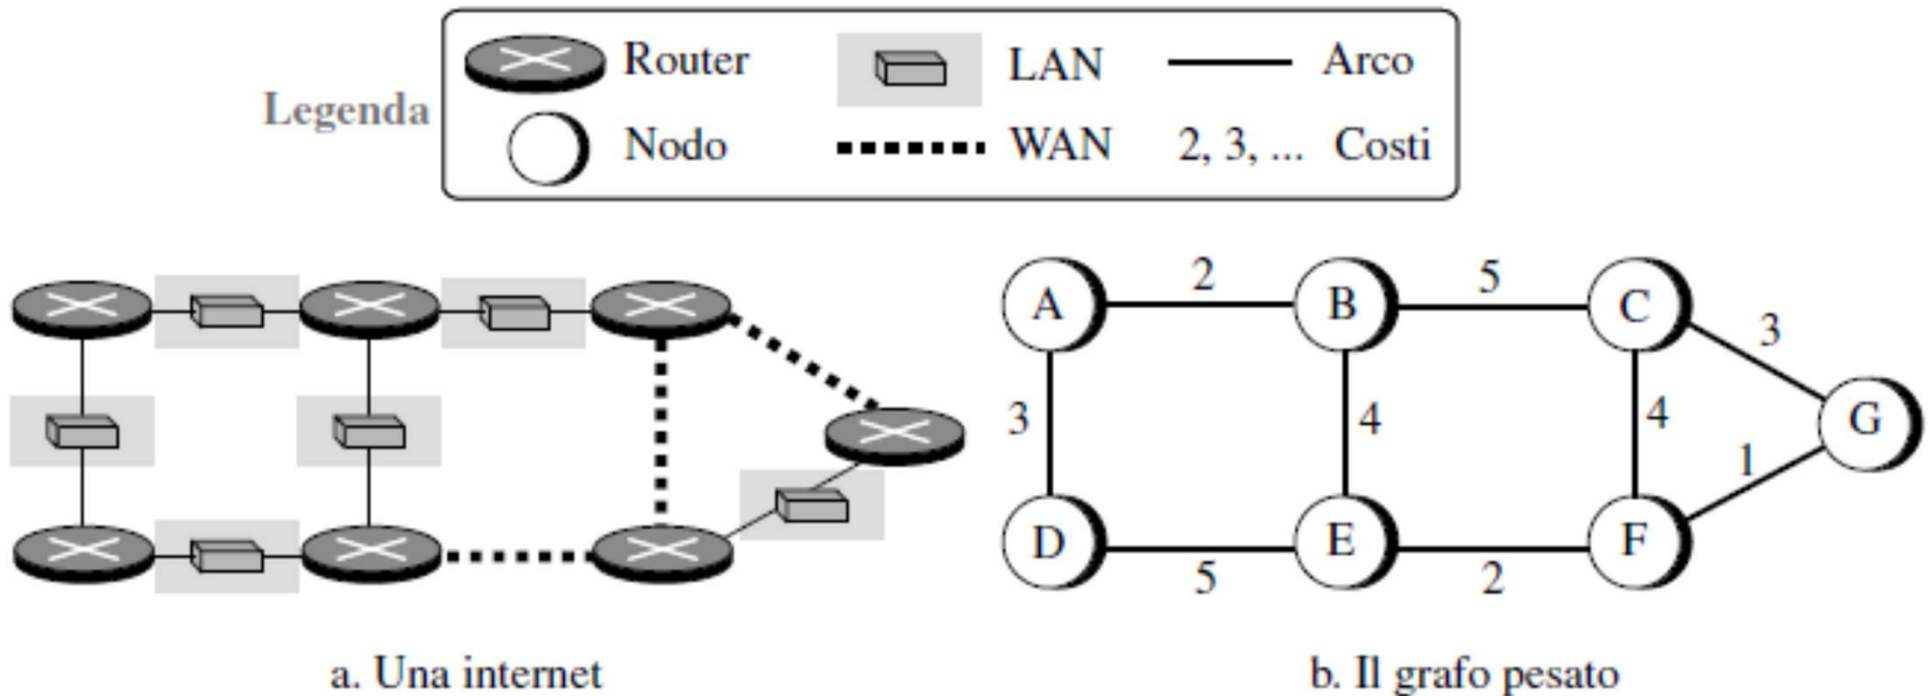 Legenda
Router
LAN
Arco
Nodo
WAN
2, 3, ... Costi
A
2
B
5
C
3
3
4
4
G
1
D
5
E
2
F
a. Una internet
b. Il grafo pesato